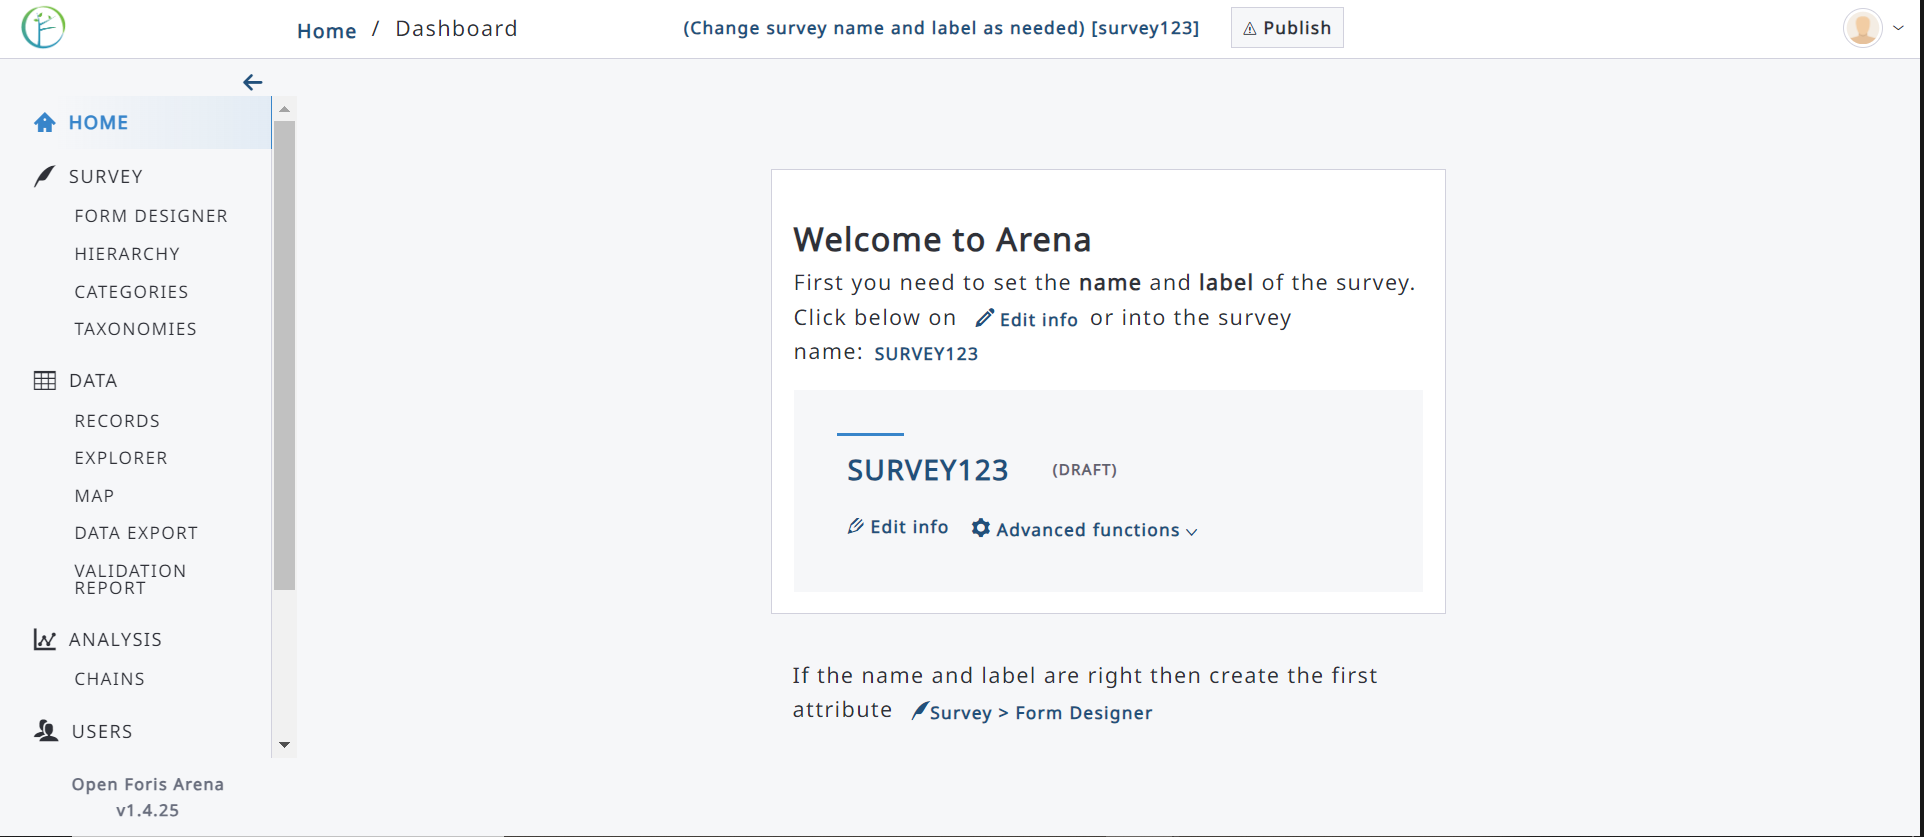 Home / Dashboard
(Change survey name and label as needed) [survey123]
Publish
HOME
SURVEY
FORM DESIGNER
HIERARCHY
CATEGORIES
TAXONOMIES
DATA
RECORDS
EXPLORER
MAP
DATA EXPORT
VALIDATION
REPORT
ANALYSIS
CHAINS
USERS
Open Foris Arena
v1.4.25
Welcome to Arena
First you need to set the name and label of the survey.
Click below on Edit info or into the survey
name: SURVEY123
SURVEY123 (DRAFT)
Edit info Advanced functions
If the name and label are right then create the first
attribute Survey > Form Designer